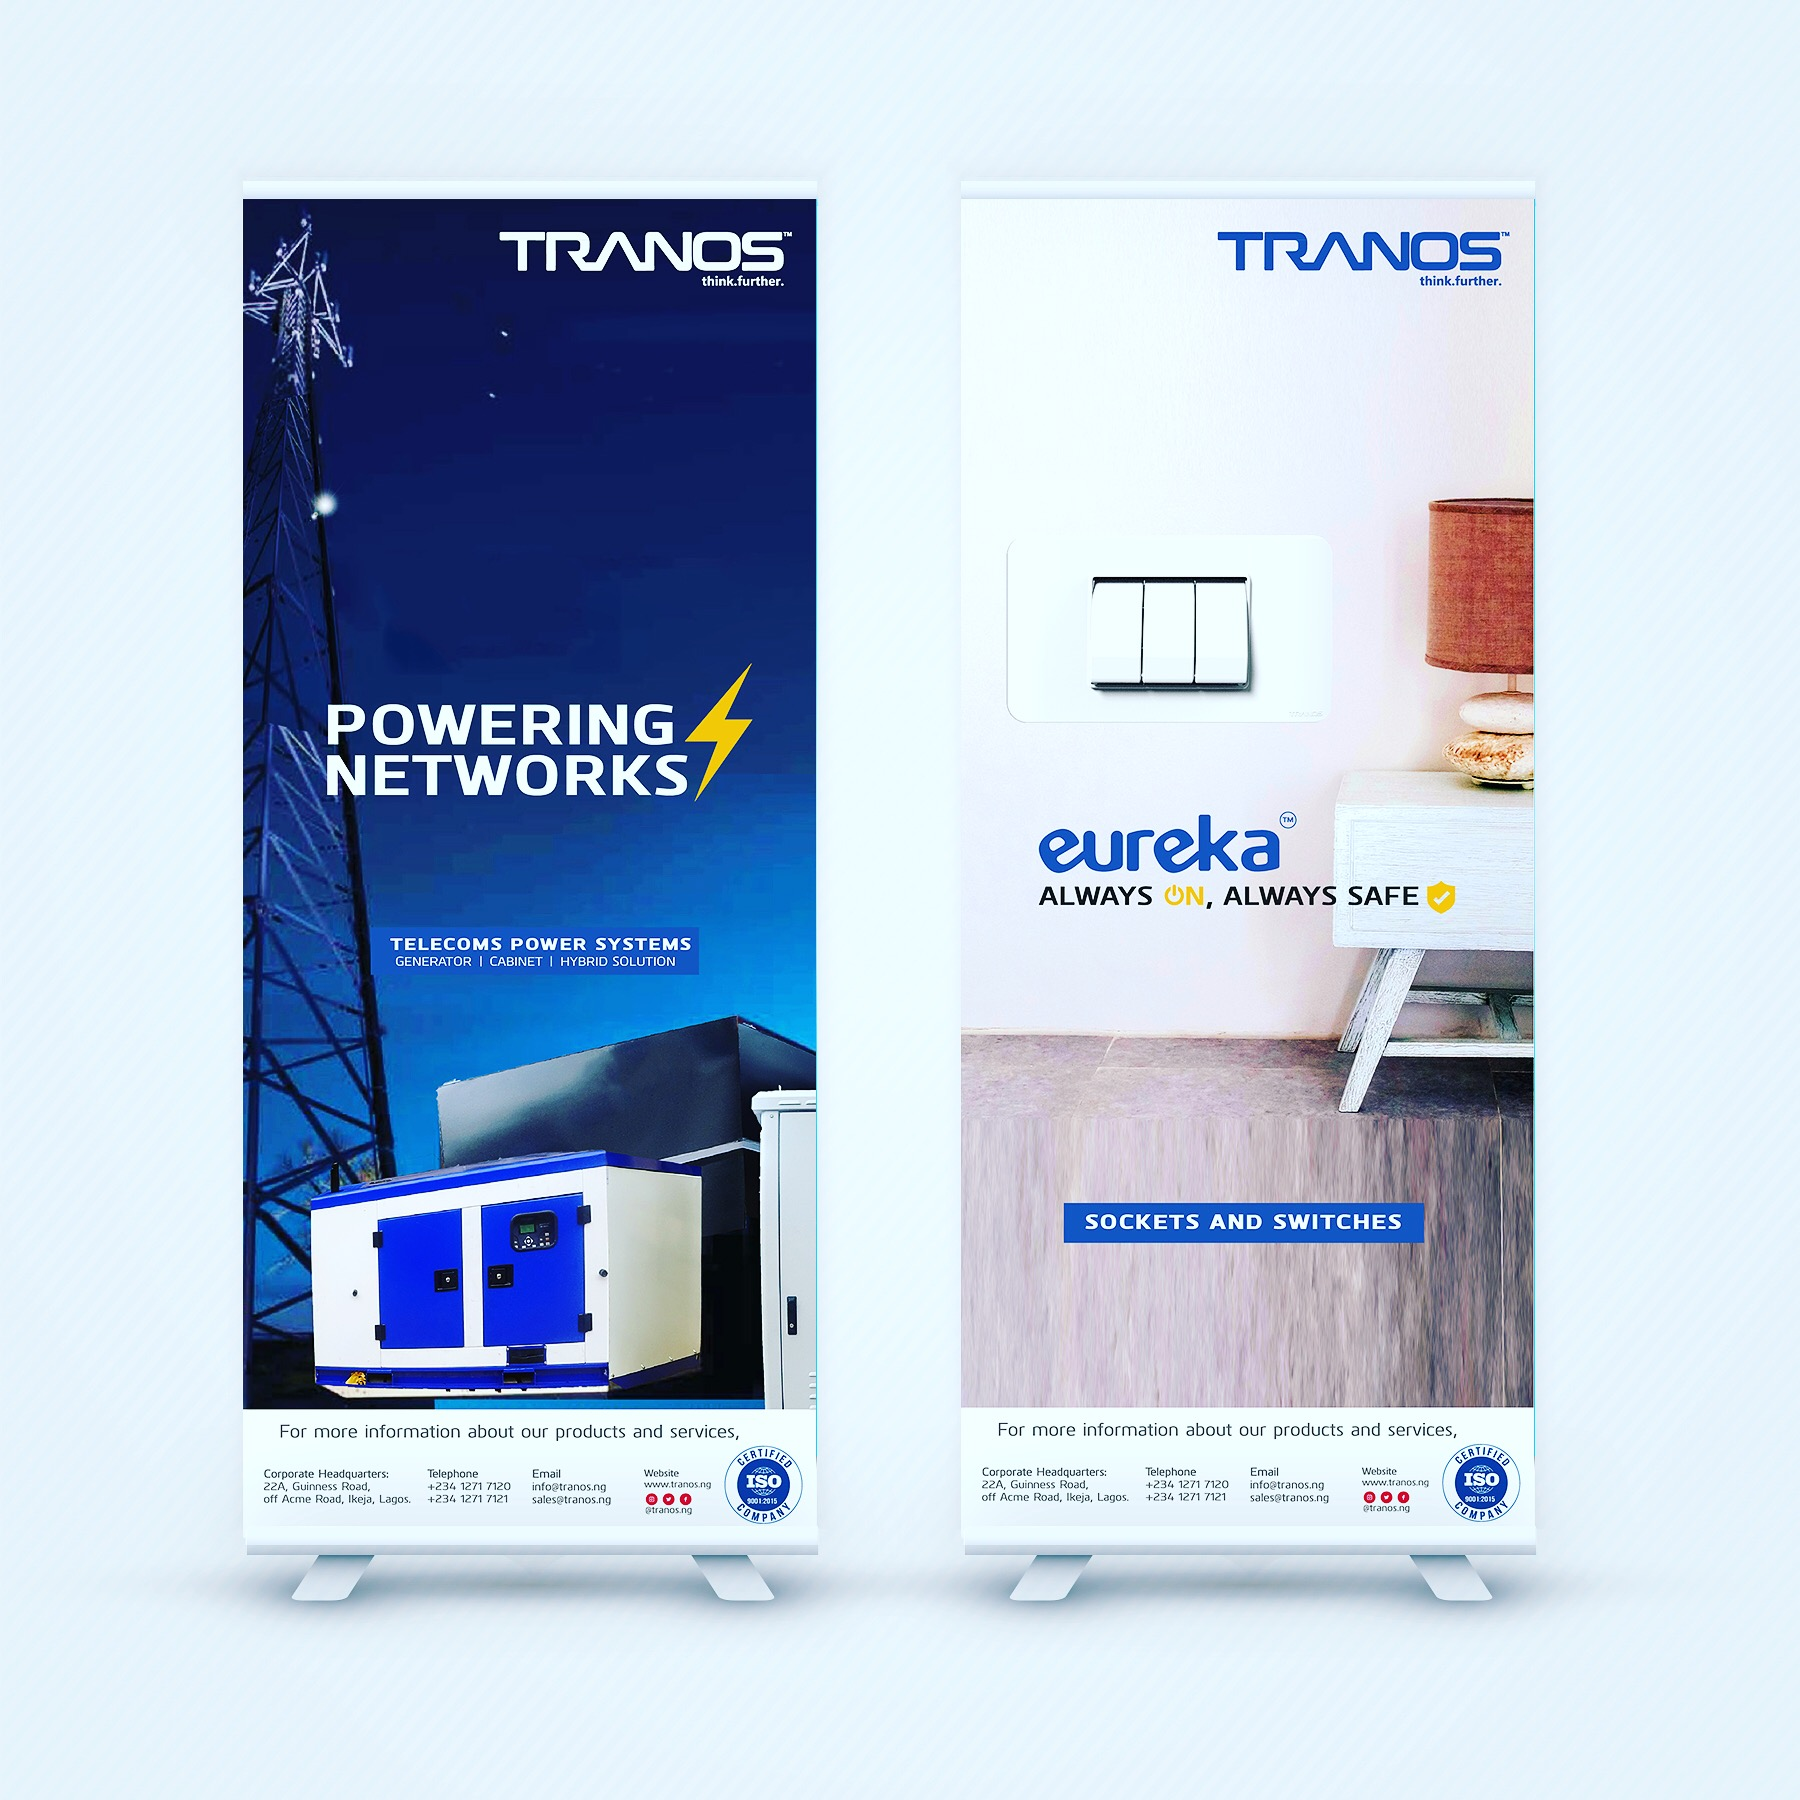 TRANOS™
think.further.
POWERING
NETWORKS
TELECOMS POWER SYSTEMS
GENERATOR | CABINET | HYBRID SOLUTION
For more information about our products and services,
Corporate Headquarters:
22A, Guinness Road,
off Acme Road, Ikeja, Lagos.
Telephone
+234 1271 7120
+234 1271 7121
Email
info@tranos.ng
sales@tranos.ng
Website
www.tranos.ng
@tranos.ng
CERTIFIED
ISO
9001:2015
COMPANY
TRANOS™
think.further.
TRANOS
eureka™
ALWAYS ON, ALWAYS SAFE
SOCKETS AND SWITCHES
For more information about our products and services,
Corporate Headquarters:
22A, Guinness Road,
off Acme Road, Ikeja, Lagos.
Telephone
+234 1271 7120
+234 1271 7121
Email
info@tranos.ng
sales@tranos.ng
Website
www.tranos.ng
@tranos.ng
CERTIFIED
ISO
9001:2015
COMPANY